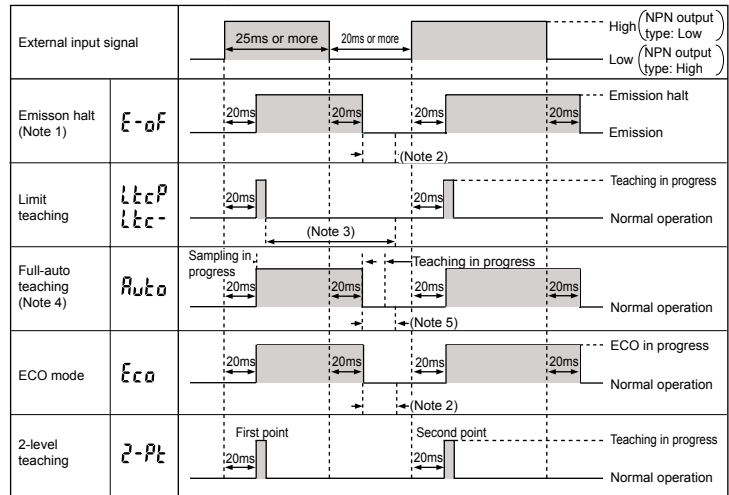 External input
signal
25ms or more
20ms or more
High (NPN output
type: Low)
Low (NPN output
type: High)
Emisson halt
(Note 1)
E-oF
20ms
20ms
20ms
20ms
Emission halt
Emission
(Note 2)
Limit
teaching
LtcP
Ltc-
20ms
20ms
Teaching in progress
Normal operation
(Note 3)
Full-auto
teaching
(Note 4)
Auto
Sampling in
progress
Teaching in progress
20ms
20ms
20ms
20ms
Normal operation
(Note 5)
ECO mode
Eco
20ms
20ms
20ms
20ms
ECO in progress
Normal operation
(Note 2)
2-level
teaching
2-Pt
First point
Second point
20ms
20ms
Teaching in progress
Normal operation